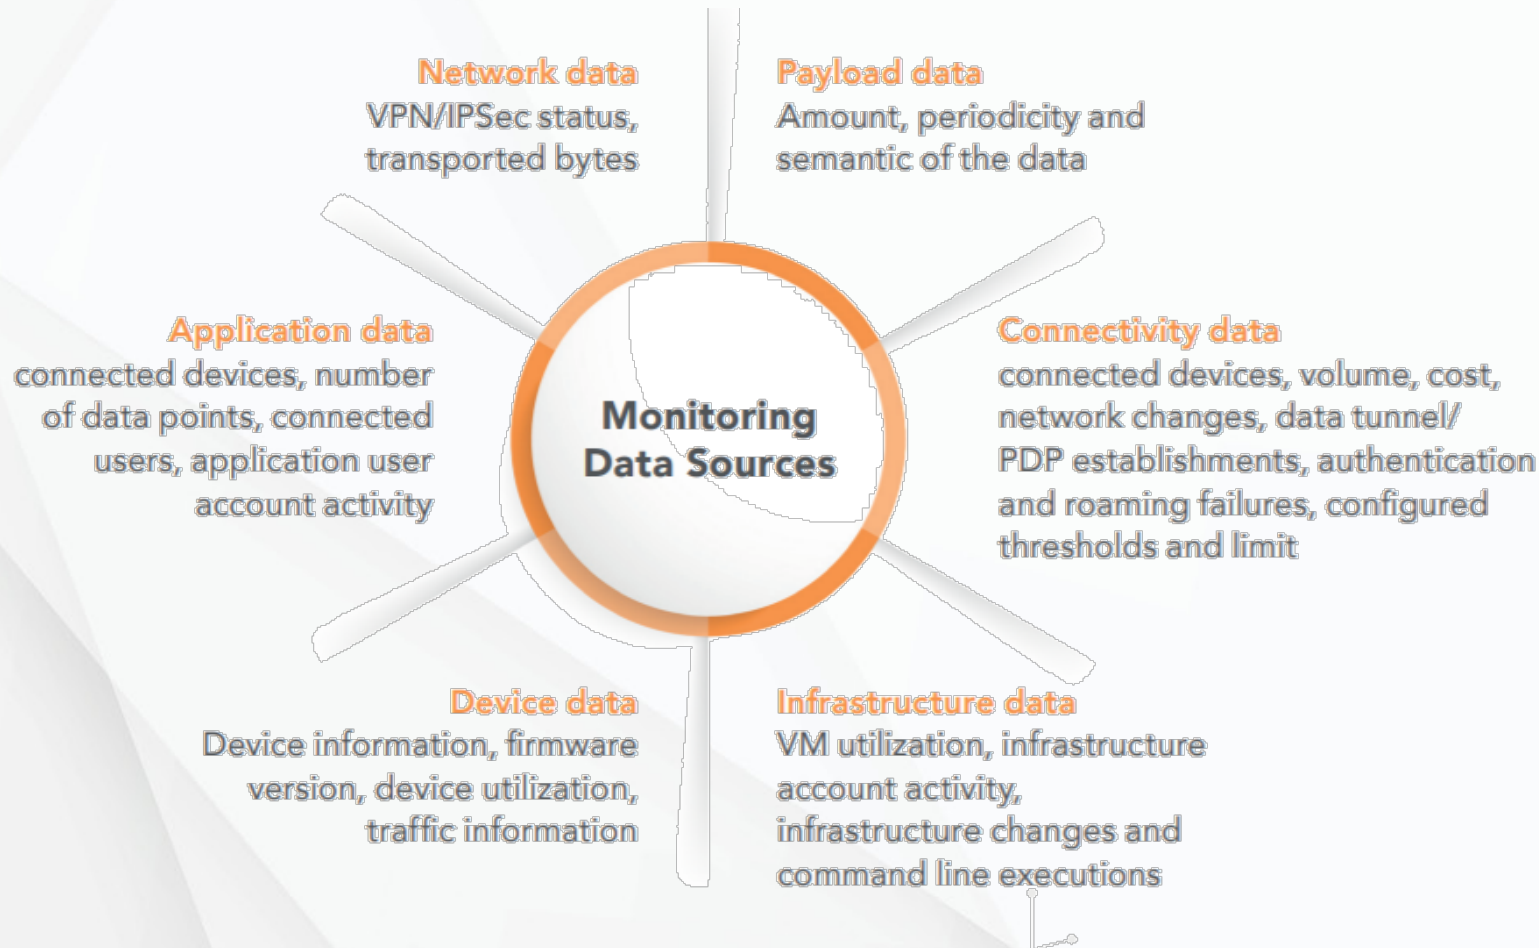 Network data
VPN/IPSec status,
transported bytes
Payload data
Amount, periodicity and
semantic of the data
Application data
connected devices, number
of data points, connected
users, application user
account activity
Monitoring
Data Sources
Connectivity data
connected devices, volume, cost,
network changes, data tunnel/
PDP establishments, authentication
and roaming failures, configured
thresholds and limit
Device data
Device information, firmware
version, device utilization,
traffic information
Infrastructure data
VM utilization, infrastructure
account activity,
infrastructure changes and
command line executions